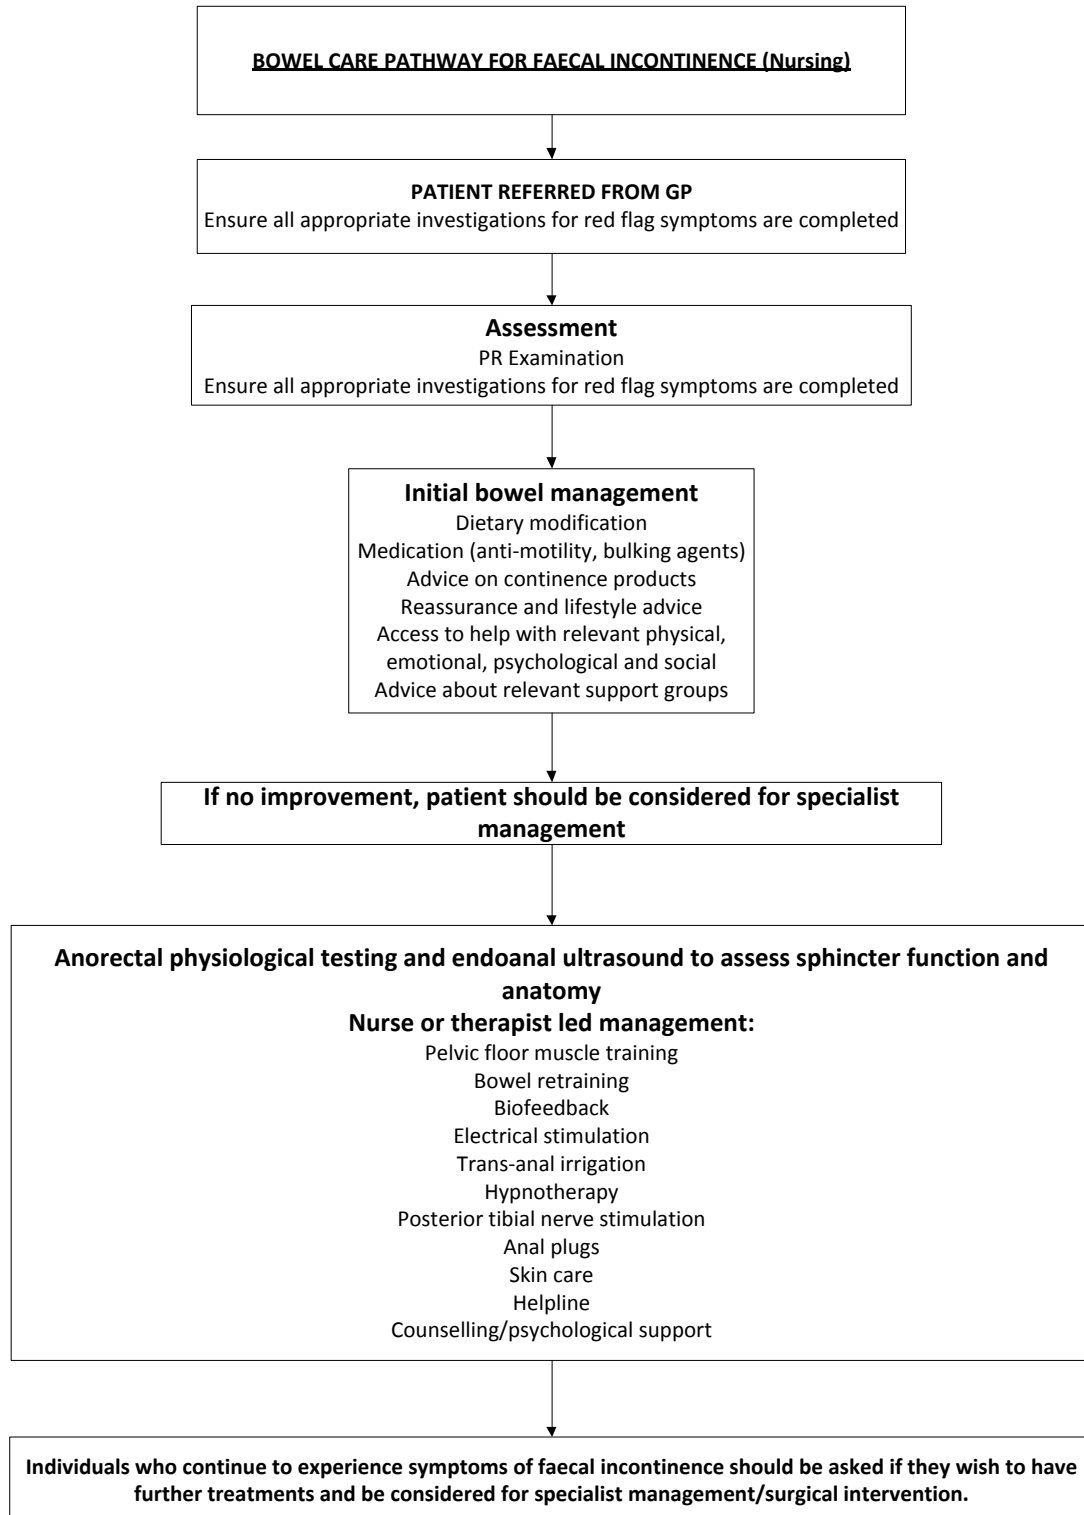 BOWEL CARE PATHWAY FOR FAECAL INCONTINENCE (Nursing)
PATIENT REFERRED FROM GP
Ensure all appropriate investigations for red flag symptoms are completed
Assessment
PR Examination
Ensure all appropriate investigations for red flag symptoms are completed
Initial bowel management
Dietary modification
Medication (anti-motility, bulking agents)
Advice on continence products
Reassurance and lifestyle advice
Access to help with relevant physical,
emotional, psychological and social
Advice about relevant support groups
If no improvement, patient should be considered for specialist
management
Anorectal physiological testing and endoanal ultrasound to assess sphincter function and
anatomy
Nurse or therapist led management:
Pelvic floor muscle training
Bowel retraining
Biofeedback
Electrical stimulation
Trans-anal irrigation
Hypnotherapy
Posterior tibial nerve stimulation
Anal plugs
Skin care
Helpline
Counselling/psychological support
Individuals who continue to experience symptoms of faecal incontinence should be asked if they wish to have
further treatments and be considered for specialist management/surgical intervention.